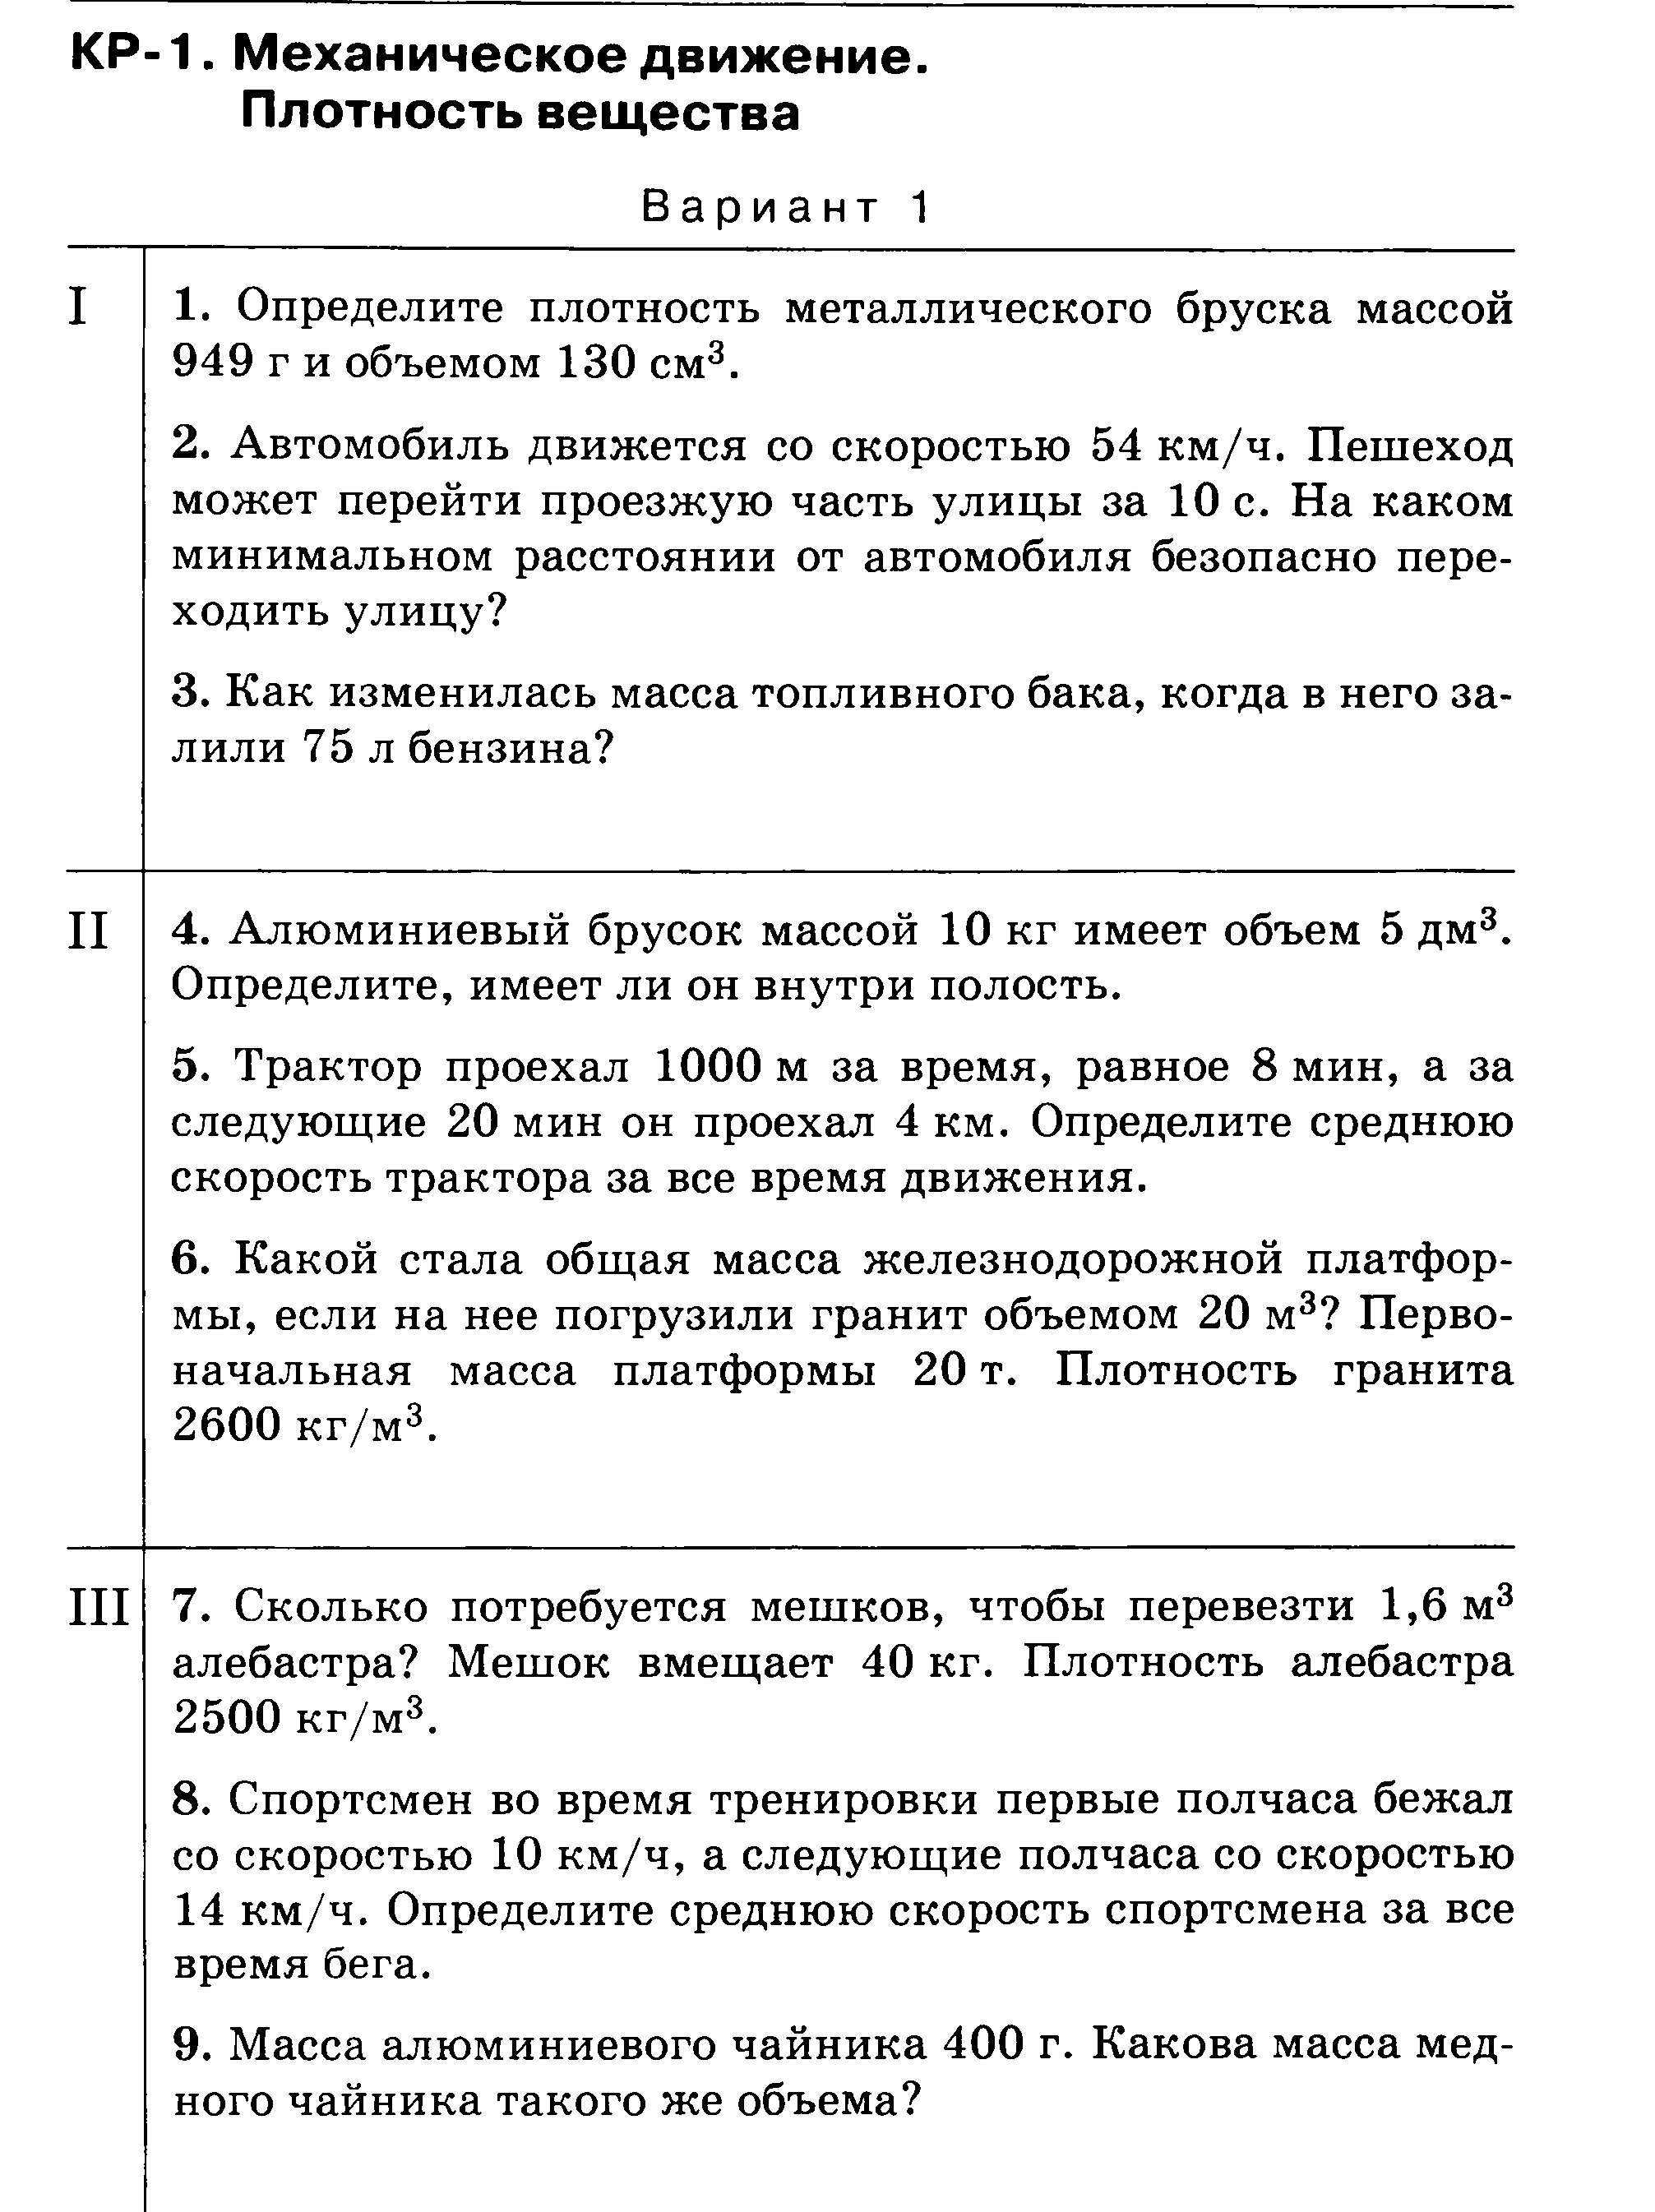 КР-1. Механическое движение.
Плотность вещества
Вариант 1
I
1. Определите плотность металлического бруска массой
949 г и объемом 130 см³.
2. Автомобиль движется со скоростью 54 км/ч. Пешеход
может перейти проезжую часть улицы за 10 с. На каком
минимальном расстоянии от автомобиля безопасно пере-
ходить улицу?
3. Как изменилась масса топливного бака, когда в него за-
лили 75 л бензина?
II
4. Алюминиевый брусок массой 10 кг имеет объем 5 дм³.
Определите, имеет ли он внутри полость.
5. Трактор проехал 1000 м за время, равное 8 мин, а за
следующие 20 мин он проехал 4 км. Определите среднюю
скорость трактора за все время движения.
6. Какой стала общая масса железнодорожной платфор-
мы, если на нее погрузили гранит объемом 20 м³? Перво-
начальная масса платформы 20 т. Плотность гранита
2600 кг/м³.
III
7. Сколько потребуется мешков, чтобы перевезти 1,6 м³
алебастра? Мешок вмещает 40 кг. Плотность алебастра
2500 кг/м³.
8. Спортсмен во время тренировки первые полчаса бежал
со скоростью 10 км/ч, а следующие полчаса со скоростью
14 км/ч. Определите среднюю скорость спортсмена за все
время бега.
9. Масса алюминиевого чайника 400 г. Какова масса мед-
ного чайника такого же объема?